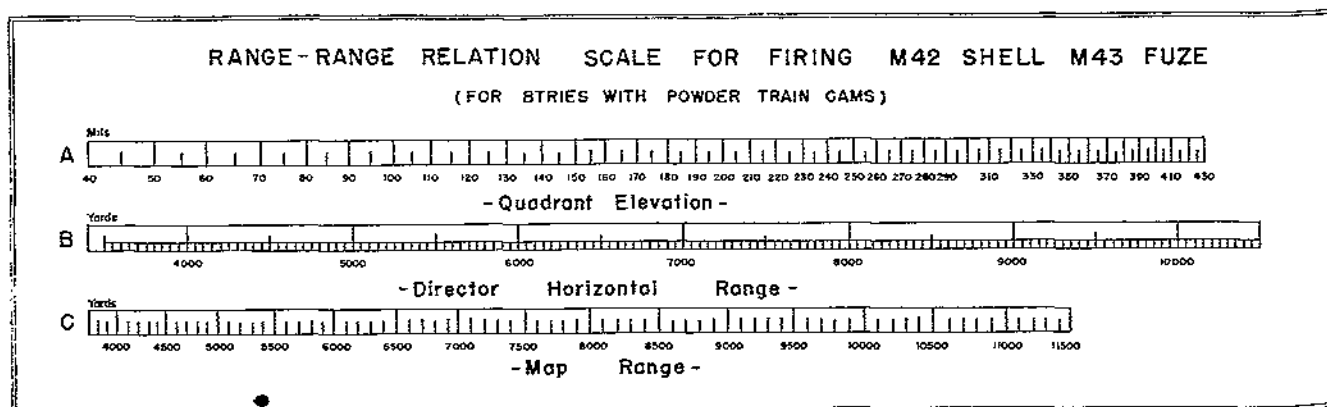 RANGE-RANGE RELATION SCALE FOR FIRING M42 SHELL M43 FUZE
(FOR BTRIES WITH POWDER TRAIN CAMS)
Mils
A
40 50 60 70 80 90 100 110 120 130 140 150 160 170 180 190 200 210 220 230 240 250 260 270 280 290 310 330 350 370 390 410 430
-Quadrant Elevation-
Yards
B
4000 5000 6000 7000 8000 9000 10000
-Director Horizontal Range-
Yards
C
4000 4500 5000 5500 6000 6500 7000 7500 8000 8500 9000 9500 10000 10500 11000 11500
-Map Range-